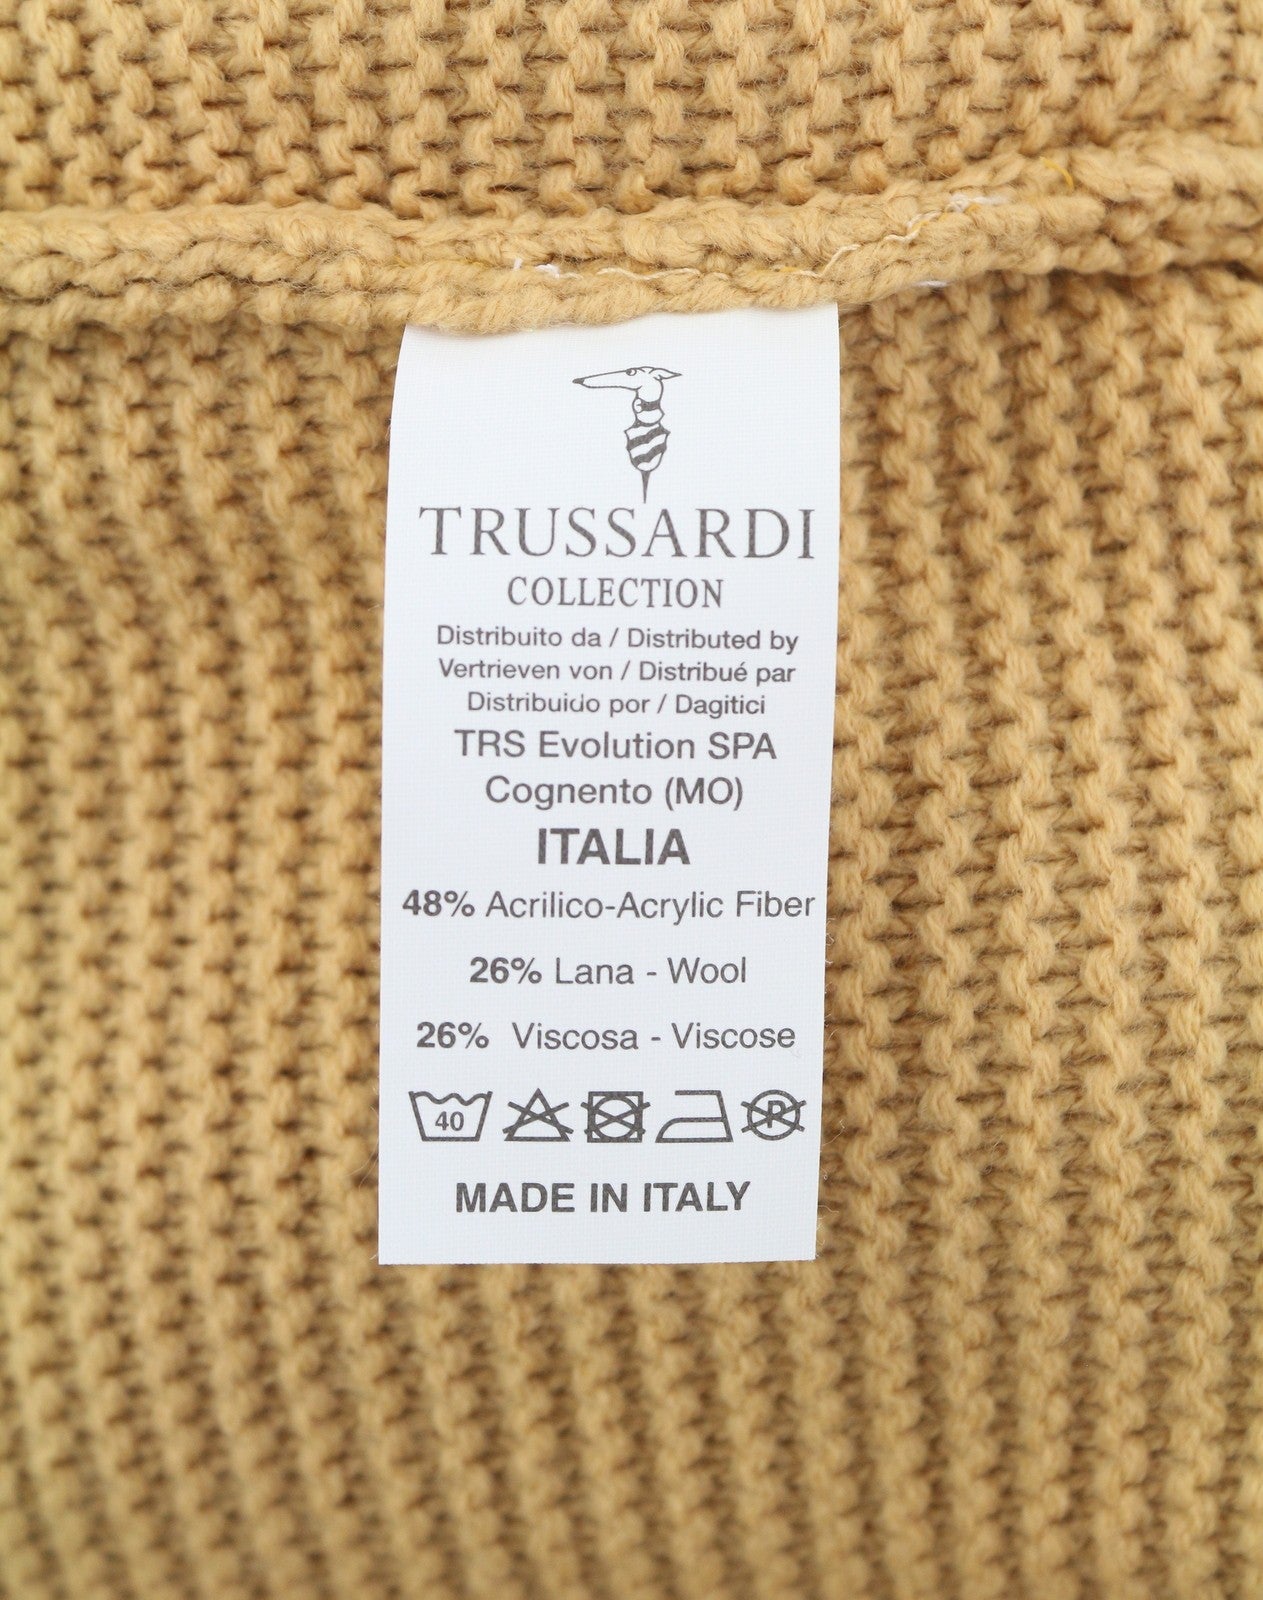 TRUSSARDI
COLLECTION
Distribuito da / Distributed by
Vertrieven von / Distribué par
Distribuido por / Dagitici
TRS Evolution SPA
Cognento (MO)
ITALIA
48% Acrilico-Acrylic Fiber
26% Lana - Wool
26% Viscosa - Viscose
40 P
MADE IN ITALY